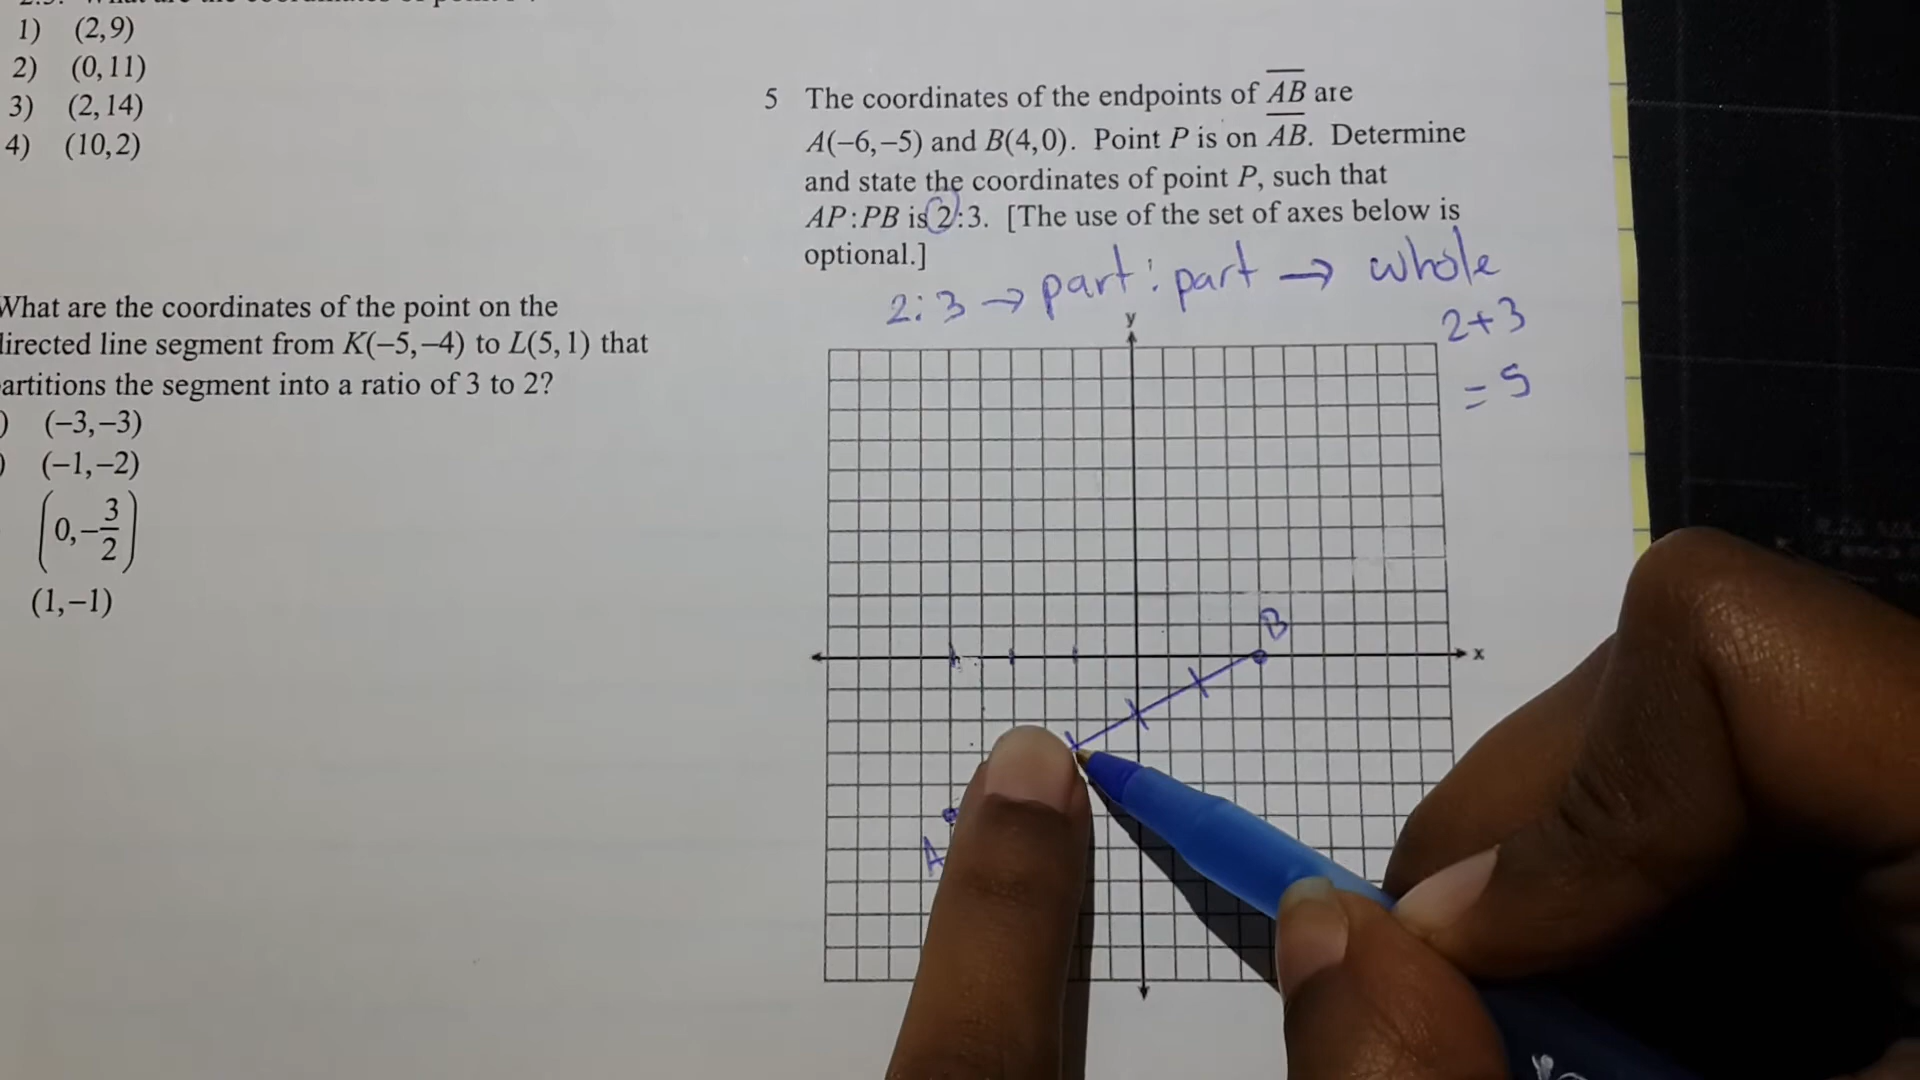 1) (2,9)
2) (0,11)
3) (2,14)
4) (10,2)
What are the coordinates of the point on the
directed line segment from K(−5,−4) to L(5,1) that
partitions the segment into a ratio of 3 to 2?
) (−3,−3)
) (−1,−2)
(0,−3/2)
(1,−1)
5 The coordinates of the endpoints of AB are
A(−6,−5) and B(4,0). Point P is on AB. Determine
and state the coordinates of point P, such that
AP:PB is 2:3. [The use of the set of axes below is
optional.]
2:3 → part : part → whole
2+3
= 5
y
x
B
A